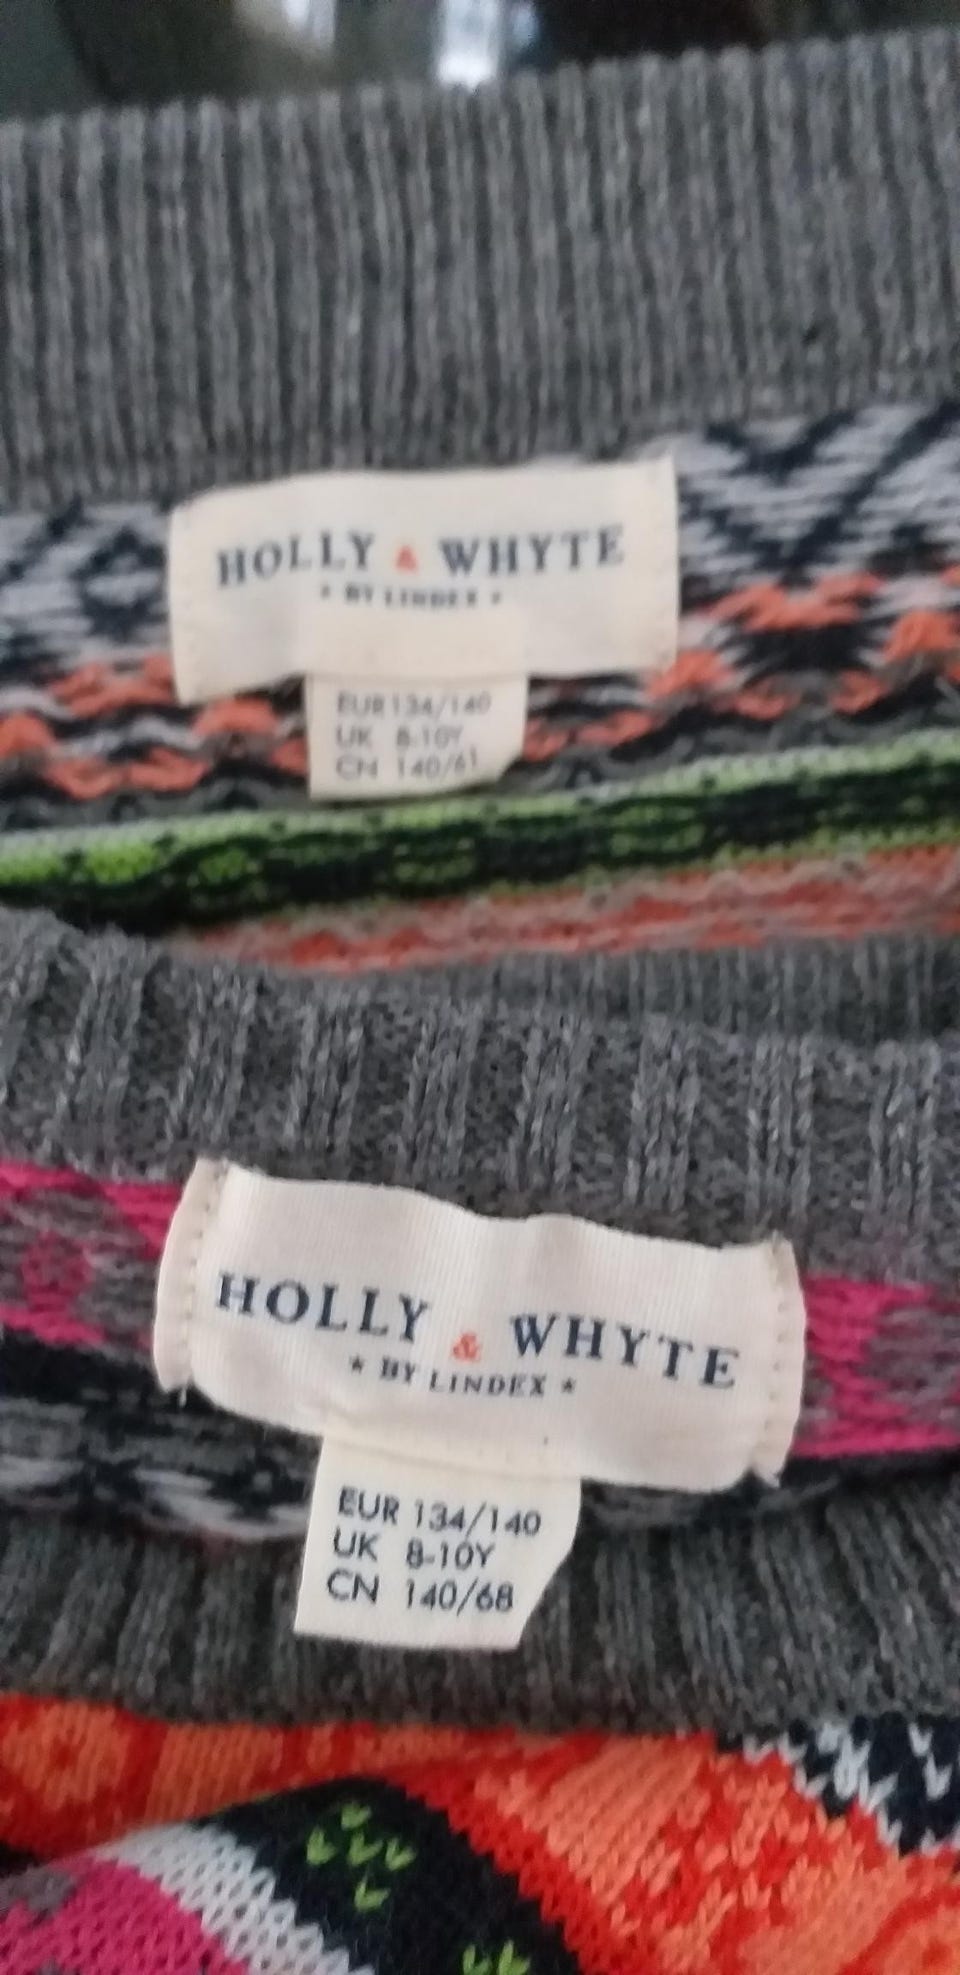 HOLLY & WHYTE
* BY LINDEX *
EUR 134/140
UK 8-10Y
CN 140/61
HOLLY & WHYTE
* BY LINDEX *
EUR 134/140
UK 8-10Y
CN 140/68